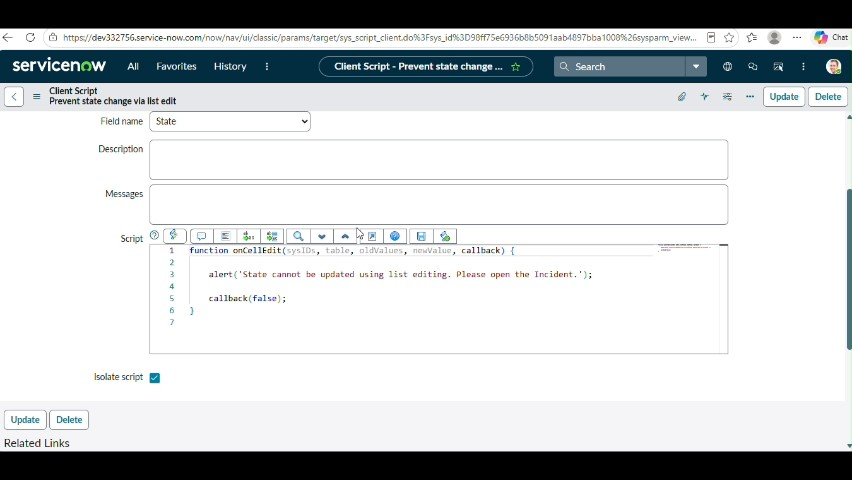 https://dev332756.service-now.com/now/nav/ui/classic/params/target/sys_script_client.do%3Fsys_id%3D98ff75e6936b8b5091aab4897bba1008%26sysparm_view...
Chat
servicenow All Favorites History Client Script - Prevent state change ... Search
Client Script
Prevent state change via list edit
Update Delete
Field name State
Description
Messages
Script
1 function onCellEdit(sysIDs, table, oldValues, newValue, callback) {
2
3 alert('State cannot be updated using list editing. Please open the Incident.');
4
5 callback(false);
6 }
7
Isolate script
Update Delete
Related Links